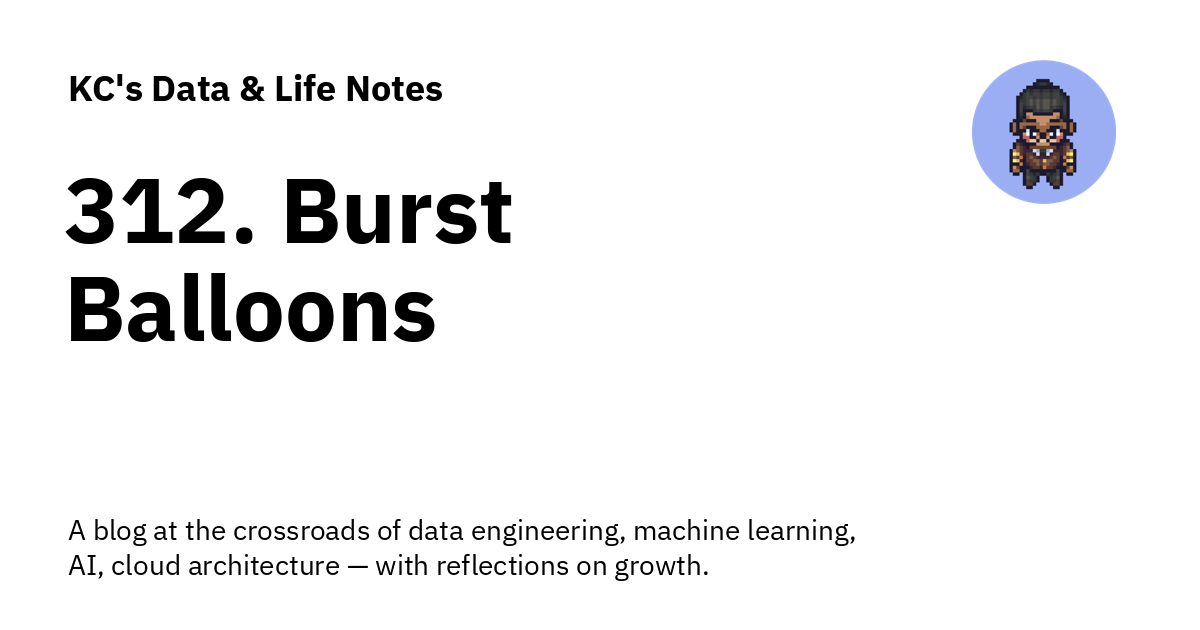 KC's Data & Life Notes
312. Burst
Balloons
A blog at the crossroads of data engineering, machine learning,
AI, cloud architecture — with reflections on growth.